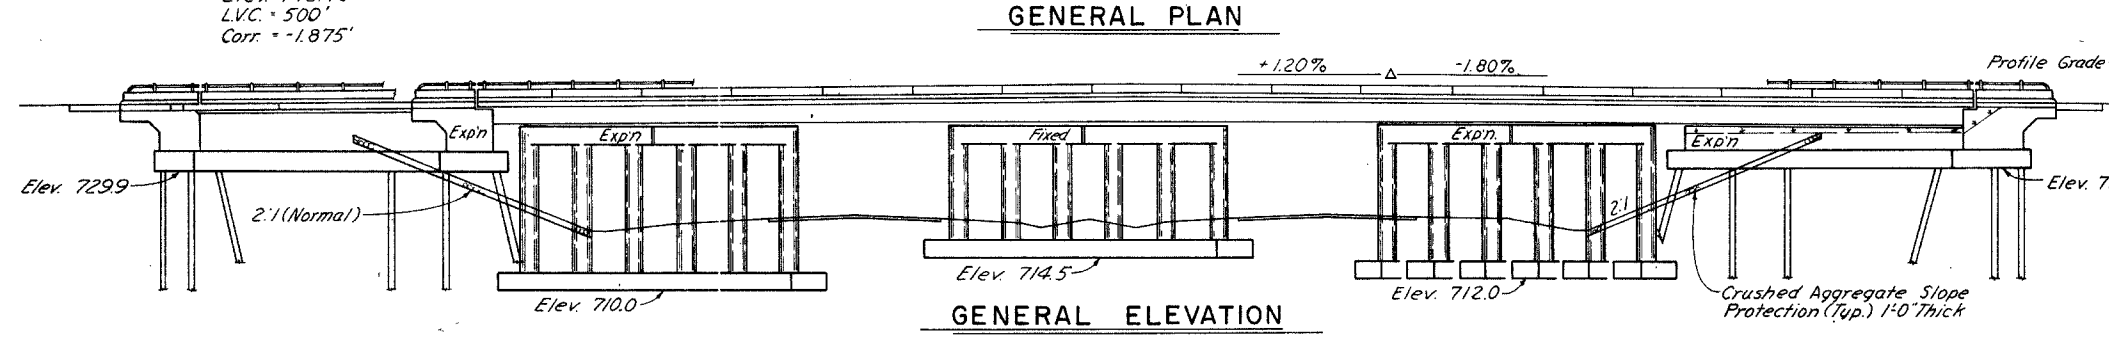 L.V.C. = 500'
Corr. = -1.875'
GENERAL PLAN
+1.20% Δ -1.80%
Profile Grade
Exp'n
Exp'n
Fixed
Exp'n.
Exp'n
Elev. 729.9
2:1 (Normal)
2:1
Elev. 7
Elev. 714.5
Elev. 710.0
Elev. 712.0
Crushed Aggregate Slope
Protection (Typ.) 1'-0" Thick
GENERAL ELEVATION